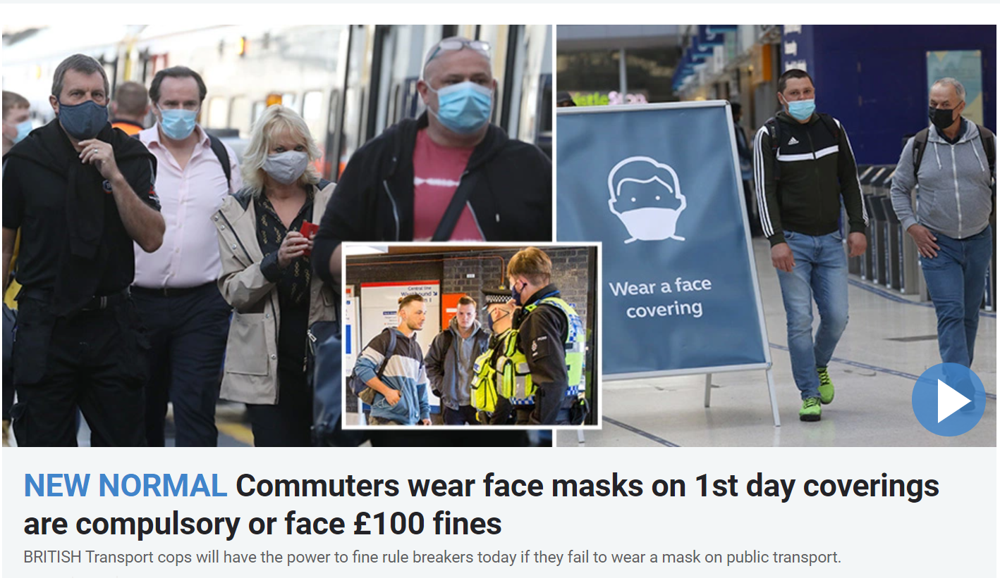 Wear a face
covering
Central line
Westbound
NEW NORMAL Commuters wear face masks on 1st day coverings
are compulsory or face £100 fines
BRITISH Transport cops will have the power to fine rule breakers today if they fail to wear a mask on public transport.